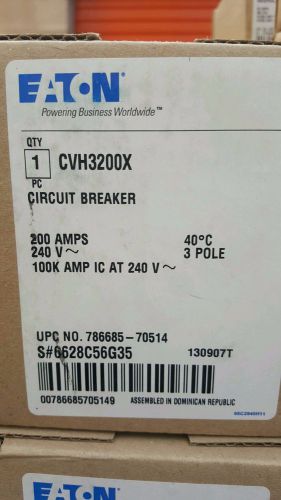 EATON
Powering Business Worldwide™
QTY
1 CVH3200X
PC
CIRCUIT BREAKER
200 AMPS 40°C
240 V~ 3 POLE
100K AMP IC AT 240 V~
UPC NO. 786685-70514
S#6628C56G35 130907T
00786685705149 ASSEMBLED IN DOMINICAN REPUBLIC
EATON